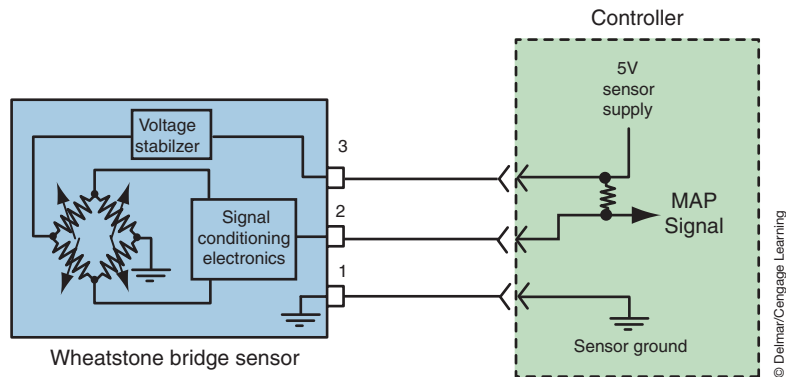 Controller
5V
sensor
supply
Voltage
stabilzer
3
2
1
Signal
conditioning
electronics
MAP
Signal
Sensor ground
Wheatstone bridge sensor
© Delmar/Cengage Learning